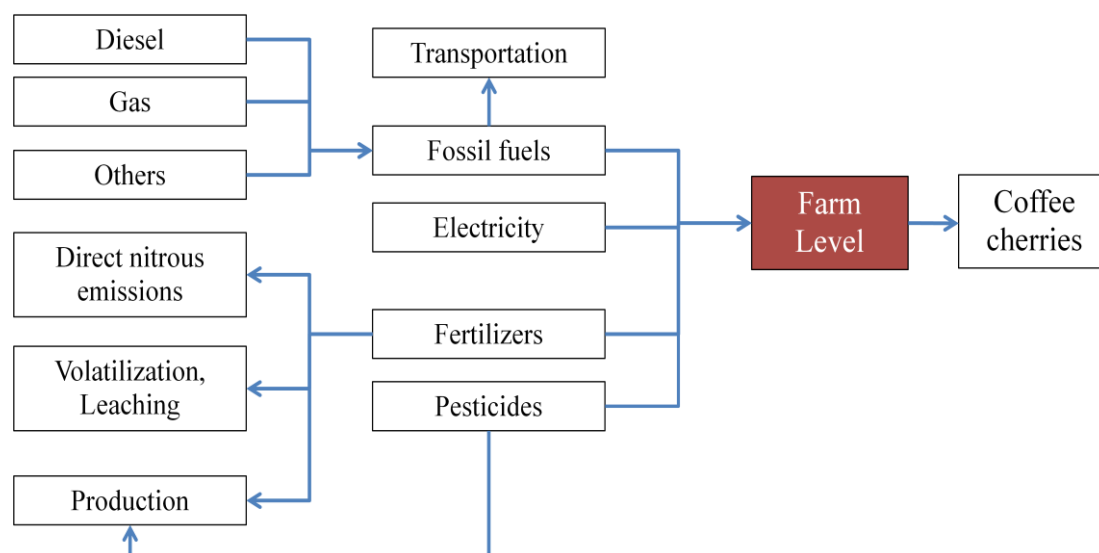 Diesel
Gas
Others
Direct nitrous
emissions
Volatilization,
Leaching
Production
Transportation
Fossil fuels
Electricity
Fertilizers
Pesticides
Farm
Level
Coffee
cherries